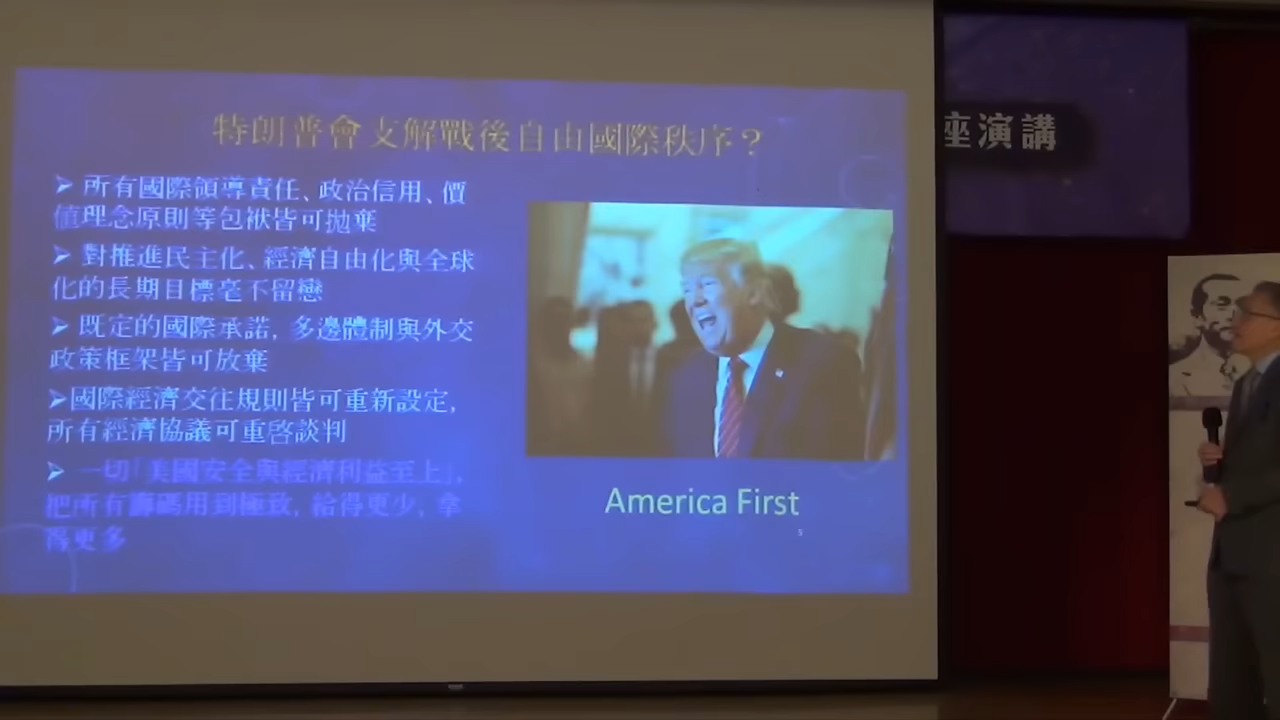 特朗普會支解戰後自由國際秩序？
➢ 所有國際領導責任、政治信用、價
值理念原則等包袱皆可拋棄
➢ 對推進民主化、經濟自由化與全球
化的長期目標毫不留戀
➢ 既定的國際承諾, 多邊體制與外交
政策框架皆可放棄
➢國際經濟交往規則皆可重新設定,
所有經濟協議可重啓談判
➢ 一切「美國安全與經濟利益至上」,
把所有籌碼用到極致, 給得更少, 拿
得更多
America First
5
座演講